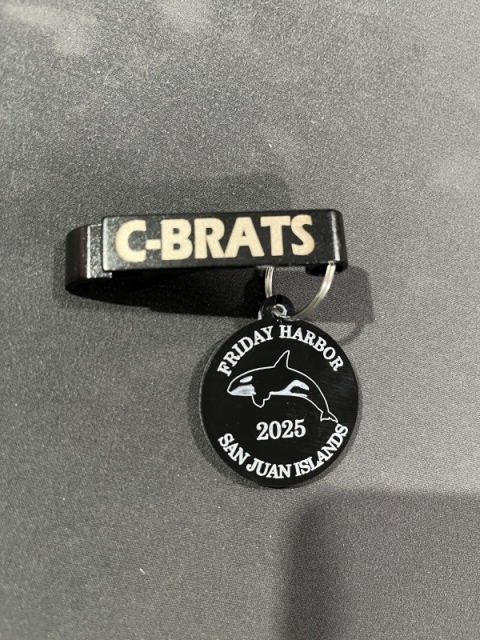 C-BRATS
FRIDAY HARBOR
2025
SAN JUAN ISLANDS